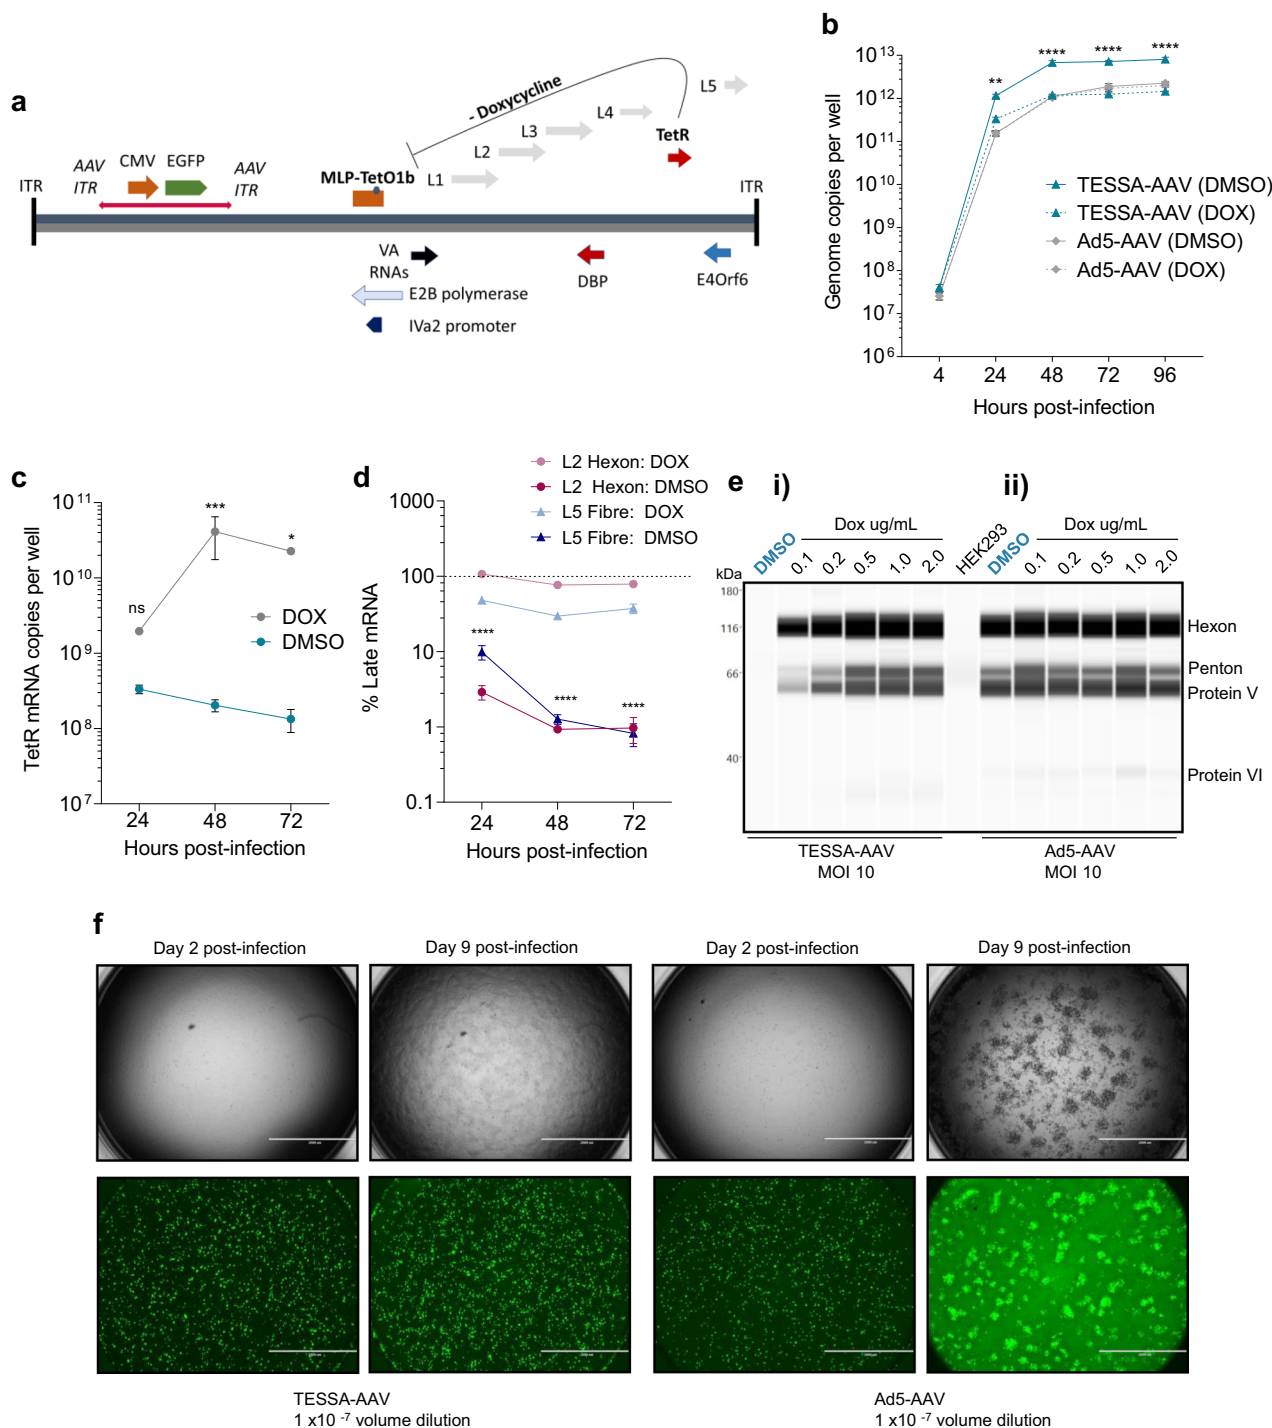 a
ITR
AAV
ITR
CMV
EGFP
AAV
ITR
MLP-TetO1b
- Doxycycline
L1
L2
L3
L4
L5
TetR
ITR
VA
RNAs
E2B polymerase
IVa2 promoter
DBP
E4Orf6
b
Genome copies per well
10^13
10^12
10^11
10^10
10^9
10^8
10^7
10^6
**
****
****
****
TESSA-AAV (DMSO)
TESSA-AAV (DOX)
Ad5-AAV (DMSO)
Ad5-AAV (DOX)
4 24 48 72 96
Hours post-infection
c
TetR mRNA copies per well
10^11
10^10
10^9
10^8
10^7
ns
***
*
DOX
DMSO
24 48 72
Hours post-infection
d
L2 Hexon: DOX
L2 Hexon: DMSO
L5 Fibre: DOX
L5 Fibre: DMSO
% Late mRNA
1000
100
10
1
0.1
****
****
****
24 48 72
Hours post-infection
e
i)
ii)
Dox ug/mL
Dox ug/mL
DMSO 0.1 0.2 0.5 1.0 2.0 HEK293 DMSO 0.1 0.2 0.5 1.0 2.0
kDa
180
116
66
40
Hexon
Penton
Protein V
Protein VI
TESSA-AAV
MOI 10
Ad5-AAV
MOI 10
f
Day 2 post-infection
Day 9 post-infection
Day 2 post-infection
Day 9 post-infection
TESSA-AAV
1 x10 -7 volume dilution
Ad5-AAV
1 x10 -7 volume dilution